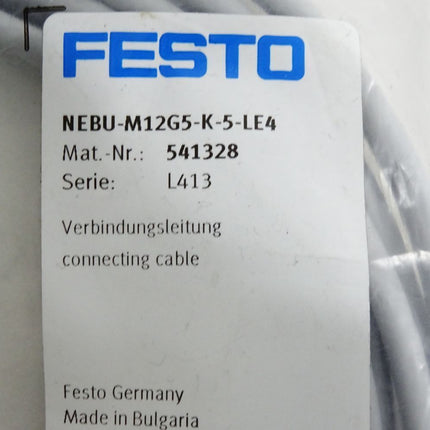 FESTO
NEBU-M12G5-K-5-LE4
Mat.-Nr.: 541328
Serie: L413
Verbindungsleitung
connecting cable
Festo Germany
Made in Bulgaria